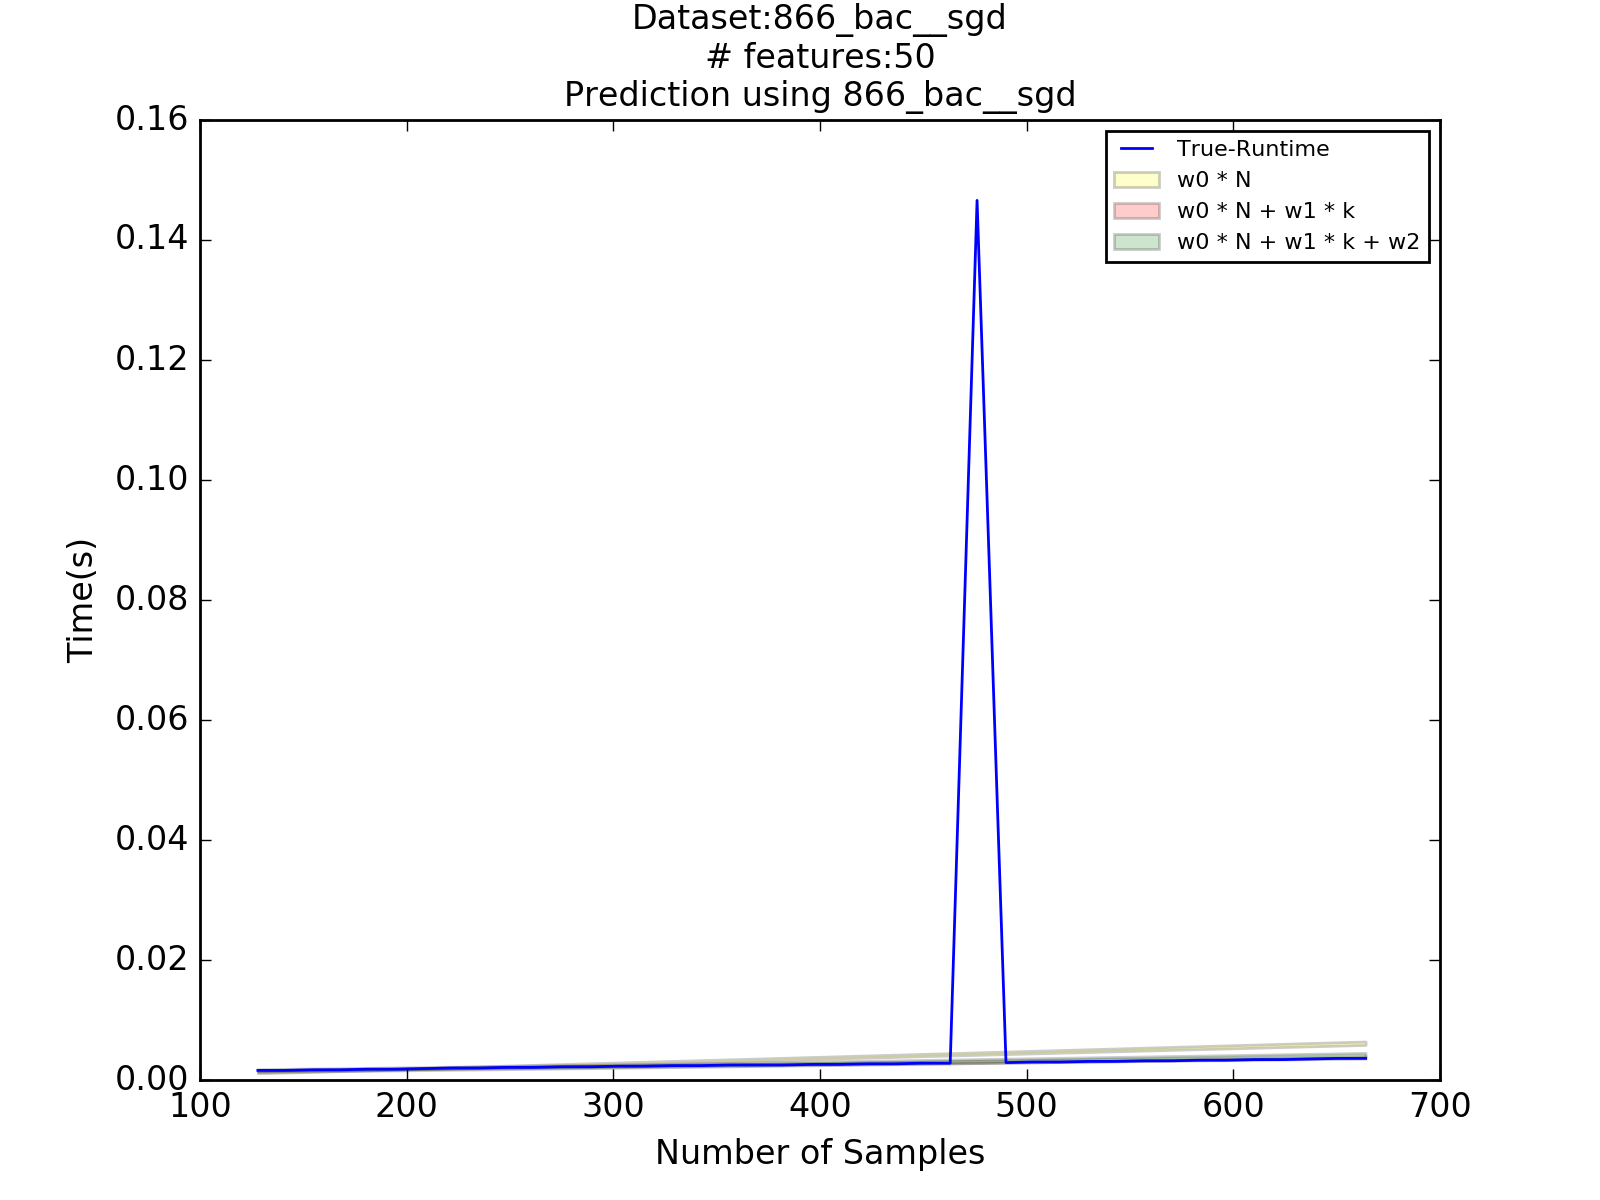 Dataset:866_bac__sgd
# features:50
Prediction using 866_bac__sgd
0.16
0.14
0.12
0.10
0.08
0.06
0.04
0.02
0.00
Time(s)
True-Runtime
w0 * N
w0 * N + w1 * k
w0 * N + w1 * k + w2
100 200 300 400 500 600 700
Number of Samples